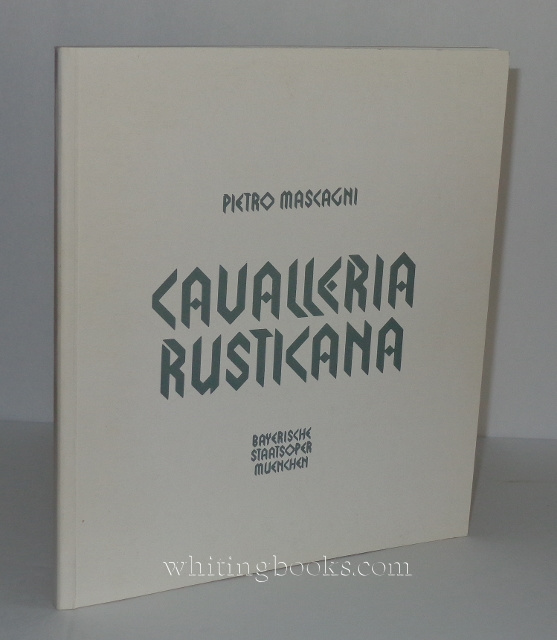 PIETRO MASCAGNI
CAVALLERIA
RUSTICANA
BAYERISCHE
STAATSOPER
MUENCHEN
whitingbooks.com